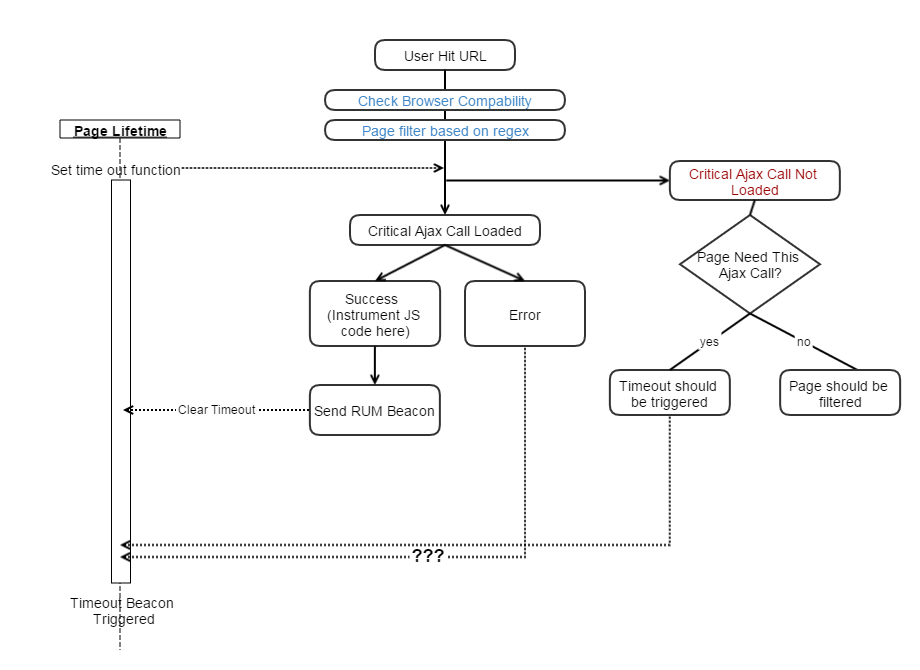 User Hit URL
Check Browser Compability
Page filter based on regex
Page Lifetime
Set time out function
Critical Ajax Call Not
Loaded
Critical Ajax Call Loaded
Page Need This
Ajax Call?
Success
(Instrument JS
code here)
Error
yes
no
Timeout should
be triggered
Page should be
filtered
Clear Timeout
Send RUM Beacon
???
Timeout Beacon
Triggered